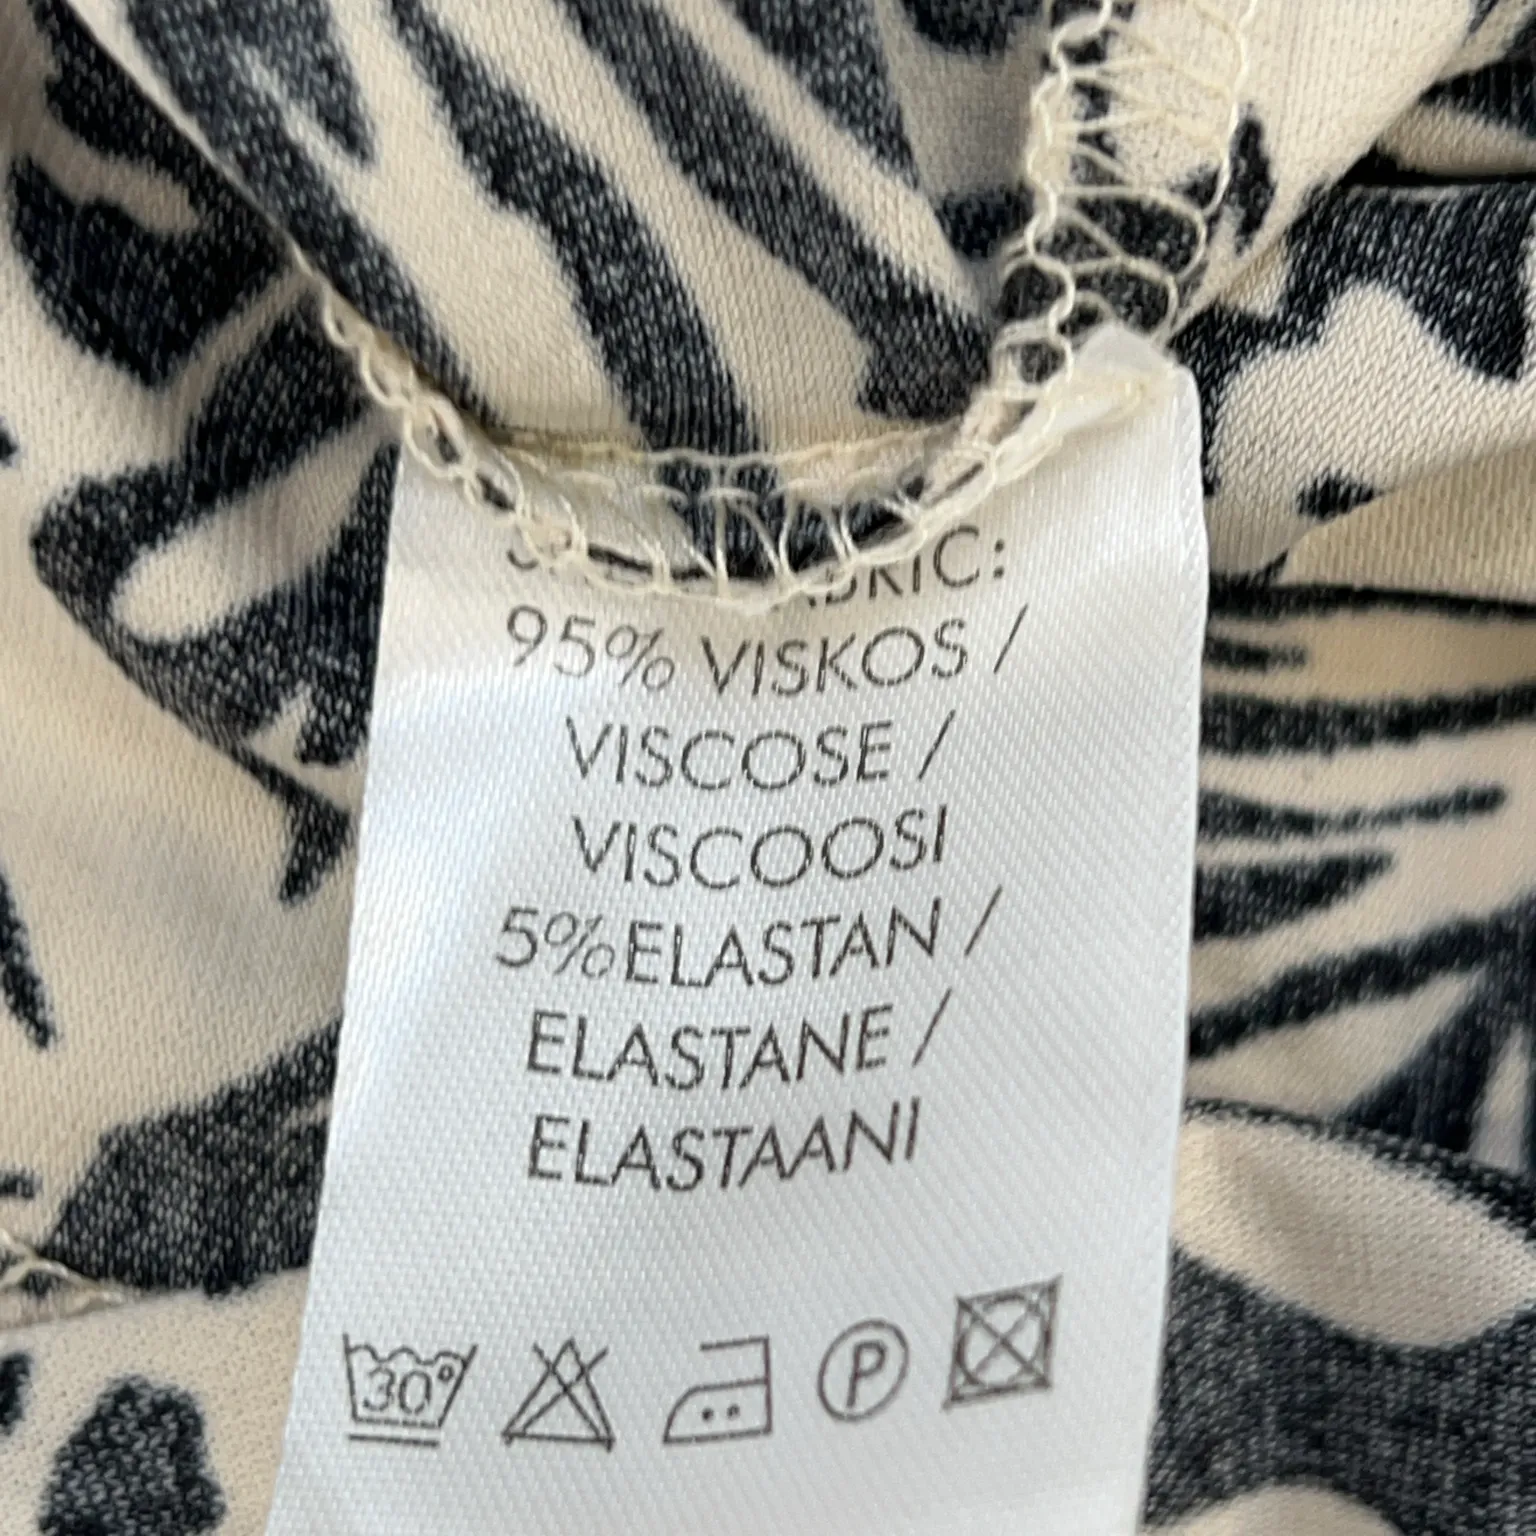 95% VISKOS /
VISCOSE /
VISCOOSI
5%ELASTAN /
ELASTANE /
ELASTAANI
30°
P